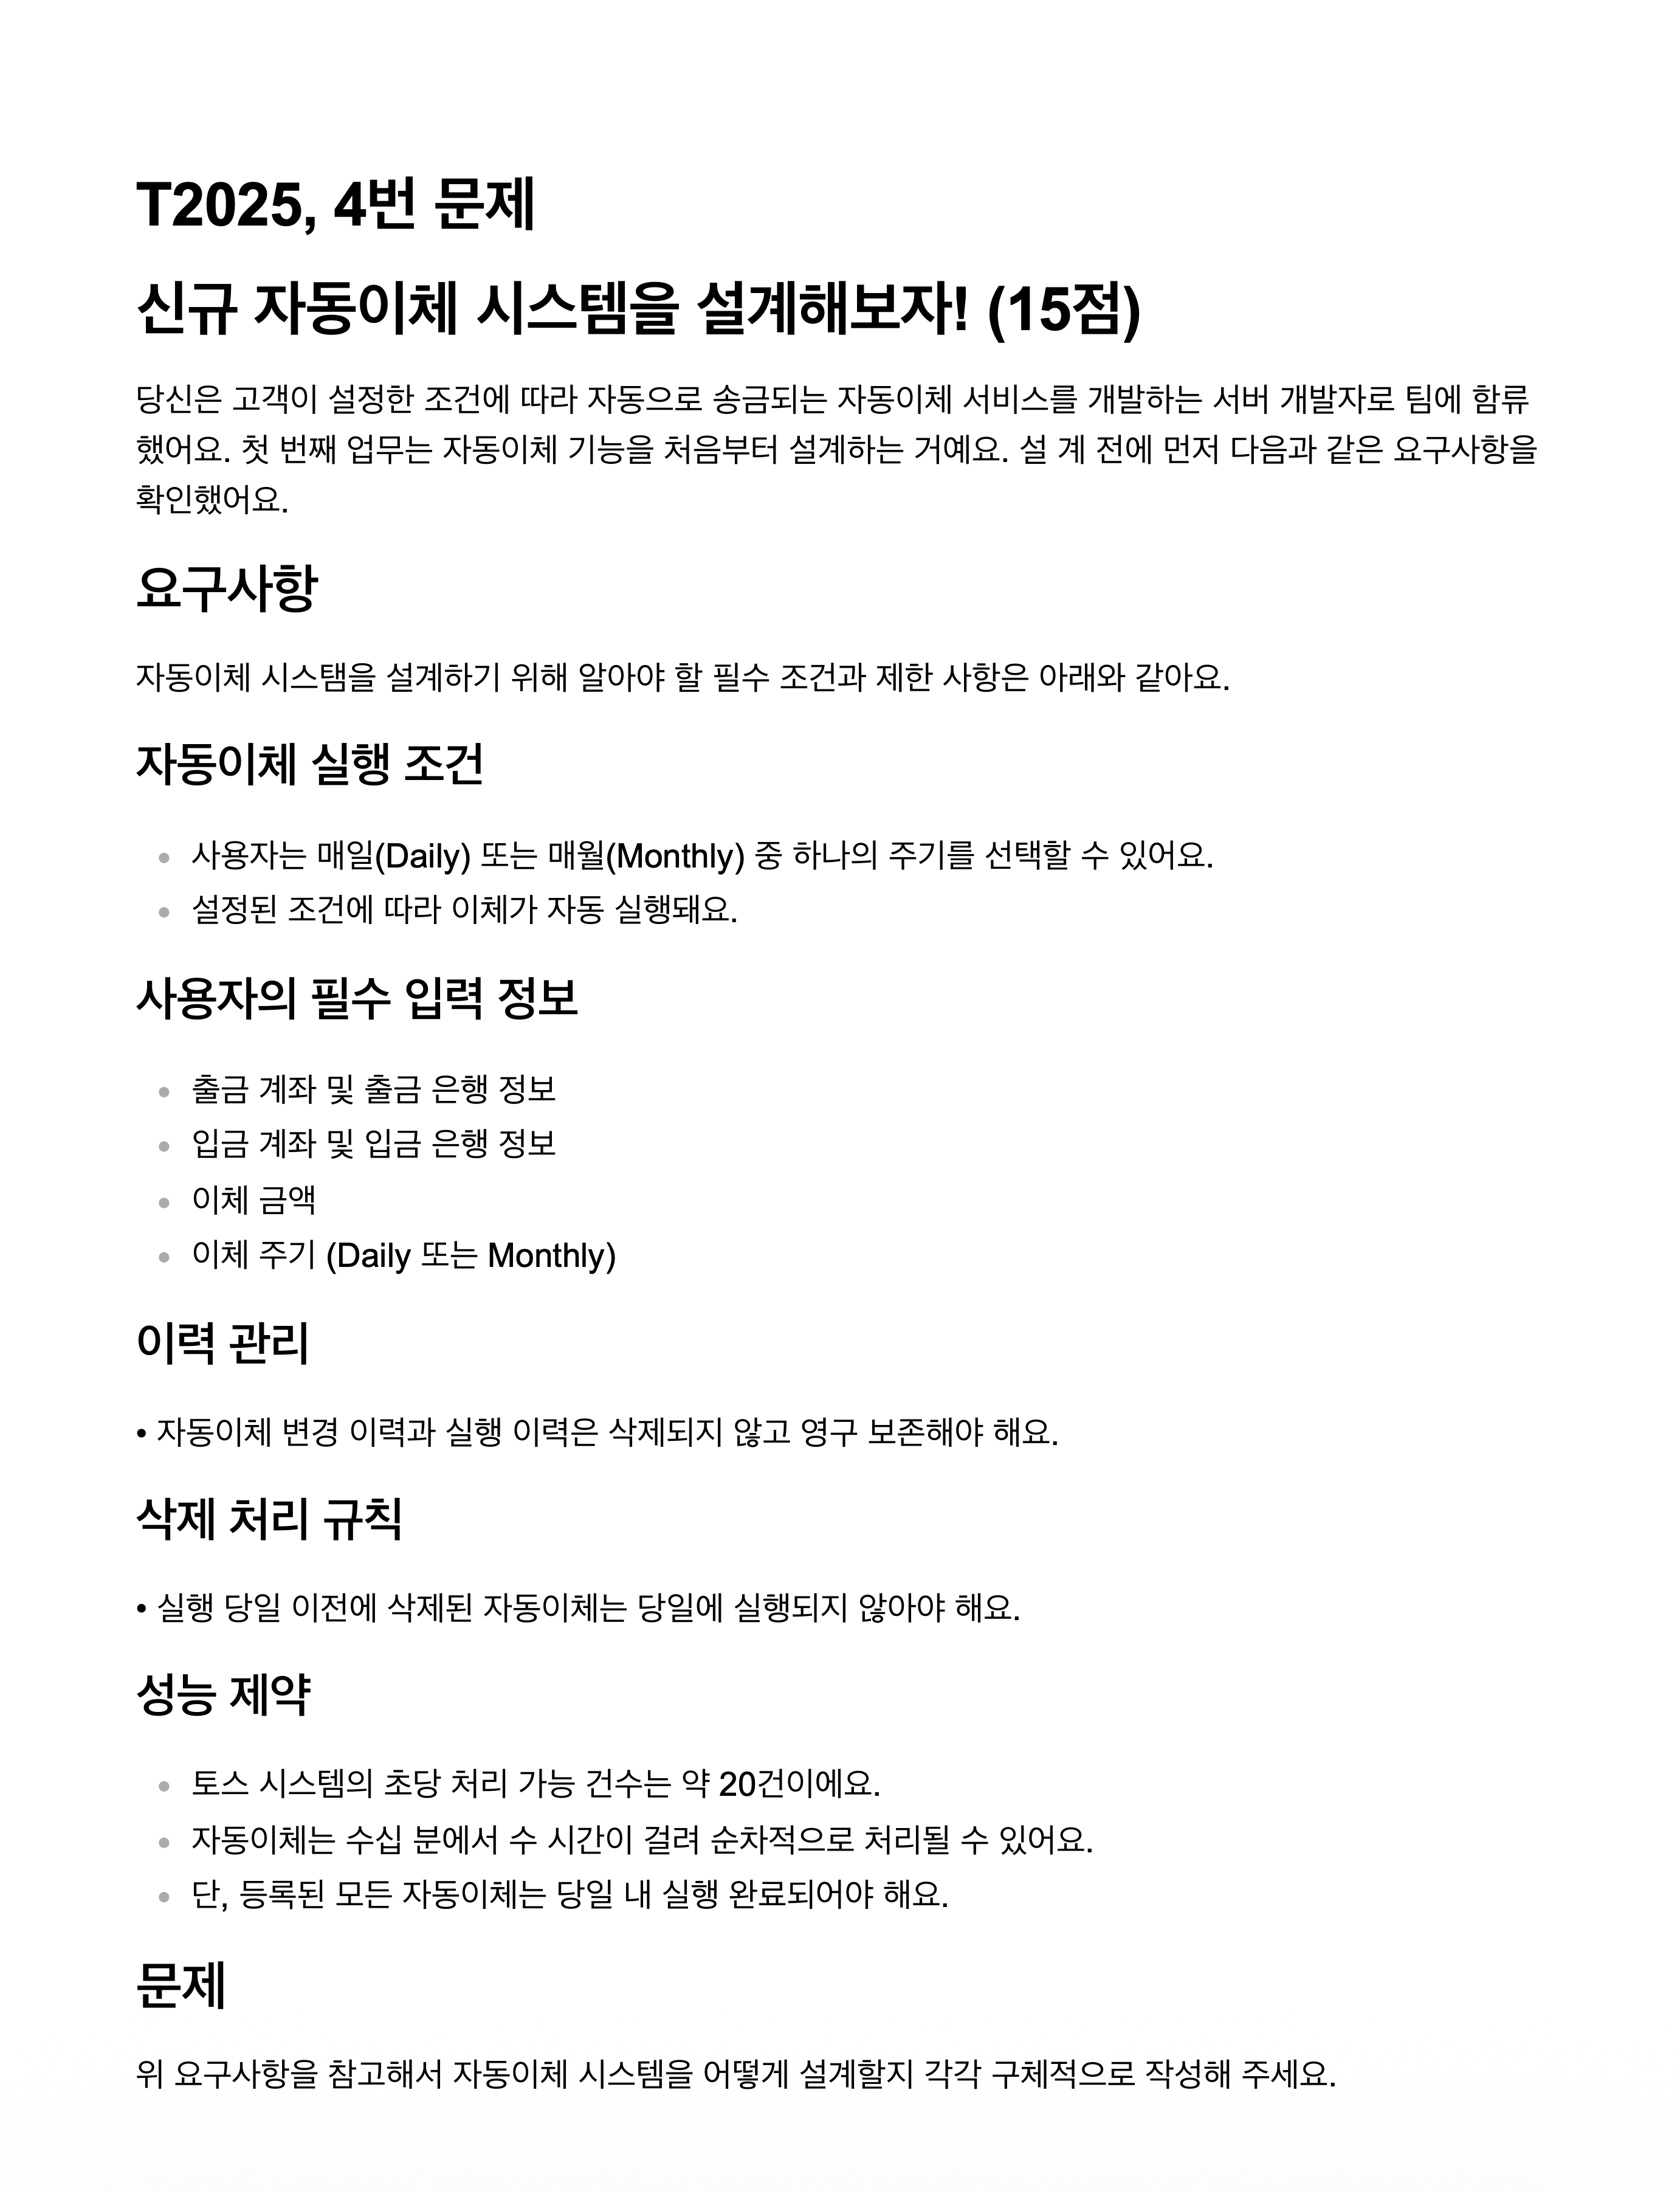 T2025, 4번 문제
신규 자동이체 시스템을 설계해보자! (15점)
당신은 고객이 설정한 조건에 따라 자동으로 송금되는 자동이체 서비스를 개발하는 서버 개발자로 팀에 함류
했어요. 첫 번째 업무는 자동이체 기능을 처음부터 설계하는 거예요. 설 계 전에 먼저 다음과 같은 요구사항을
확인했어요.
요구사항
자동이체 시스탬을 설계하기 위해 알아야 할 필수 조건과 제한 사항은 아래와 같아요.
자동이체 실행 조건
• 사용자는 매일(Daily) 또는 매월(Monthly) 중 하나의 주기를 선택할 수 있어요.
• 설정된 조건에 따라 이체가 자동 실행돼요.
사용자의 필수 입력 정보
• 출금 계좌 및 출금 은행 정보
• 입금 계좌 및 입금 은행 정보
• 이체 금액
• 이체 주기 (Daily 또는 Monthly)
이력 관리
• 자동이체 변경 이력과 실행 이력은 삭제되지 않고 영구 보존해야 해요.
삭제 처리 규칙
• 실행 당일 이전에 삭제된 자동이체는 당일에 실행되지 않아야 해요.
성능 제약
• 토스 시스템의 초당 처리 가능 건수는 약 20건이에요.
• 자동이체는 수십 분에서 수 시간이 걸려 순차적으로 처리될 수 있어요.
• 단, 등록된 모든 자동이체는 당일 내 실행 완료되어야 해요.
문제
위 요구사항을 참고해서 자동이체 시스템을 어떻게 설계할지 각각 구체적으로 작성해 주세요.